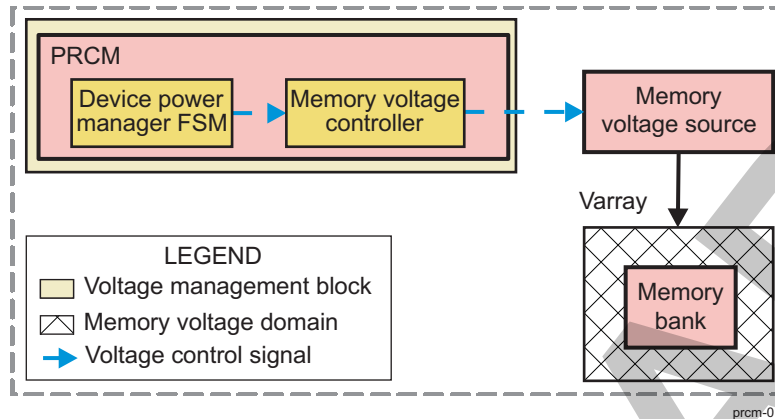 PRCM
Device power
manager FSM
Memory voltage
controller
Memory
voltage source
Varray
Memory
bank
LEGEND
Voltage management block
Memory voltage domain
Voltage control signal
prcm-0